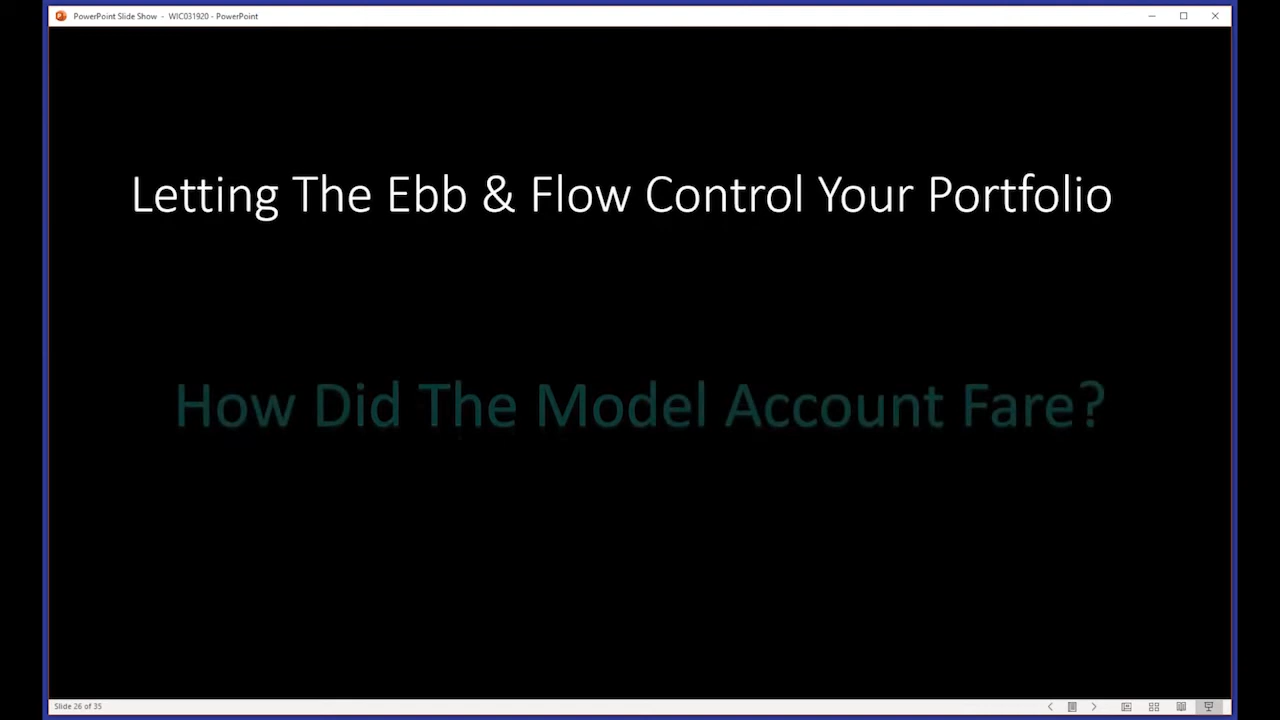 PowerPoint Slide Show - WIC031920 - PowerPoint
Letting The Ebb & Flow Control Your Portfolio
How Did The Model Account Fare?
Slide 26 of 35